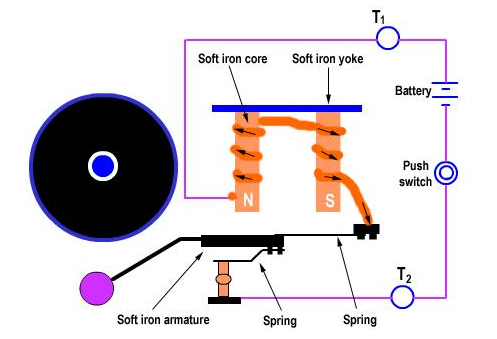 T1
Soft iron core
Soft iron yoke
Battery
Push
switch
N
S
T2
Soft iron armature
Spring
Spring